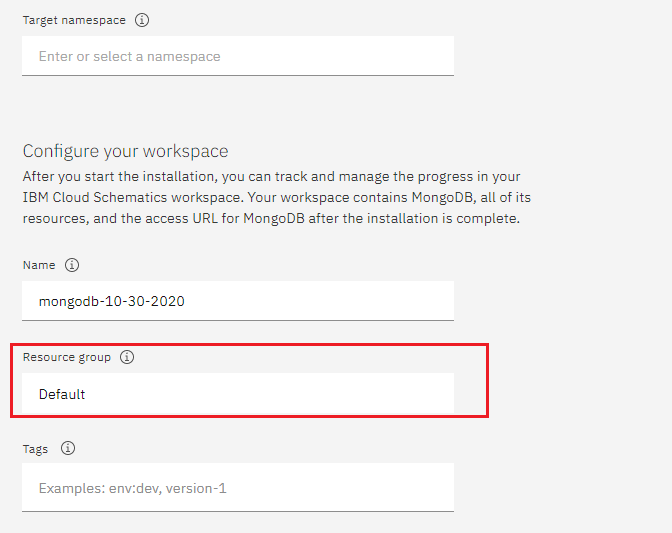 Target namespace
Enter or select a namespace
Configure your workspace
After you start the installation, you can track and manage the progress in your
IBM Cloud Schematics workspace. Your workspace contains MongoDB, all of its
resources, and the access URL for MongoDB after the installation is complete.
Name
mongodb-10-30-2020
Resource group
Default
Tags
Examples: env:dev, version-1